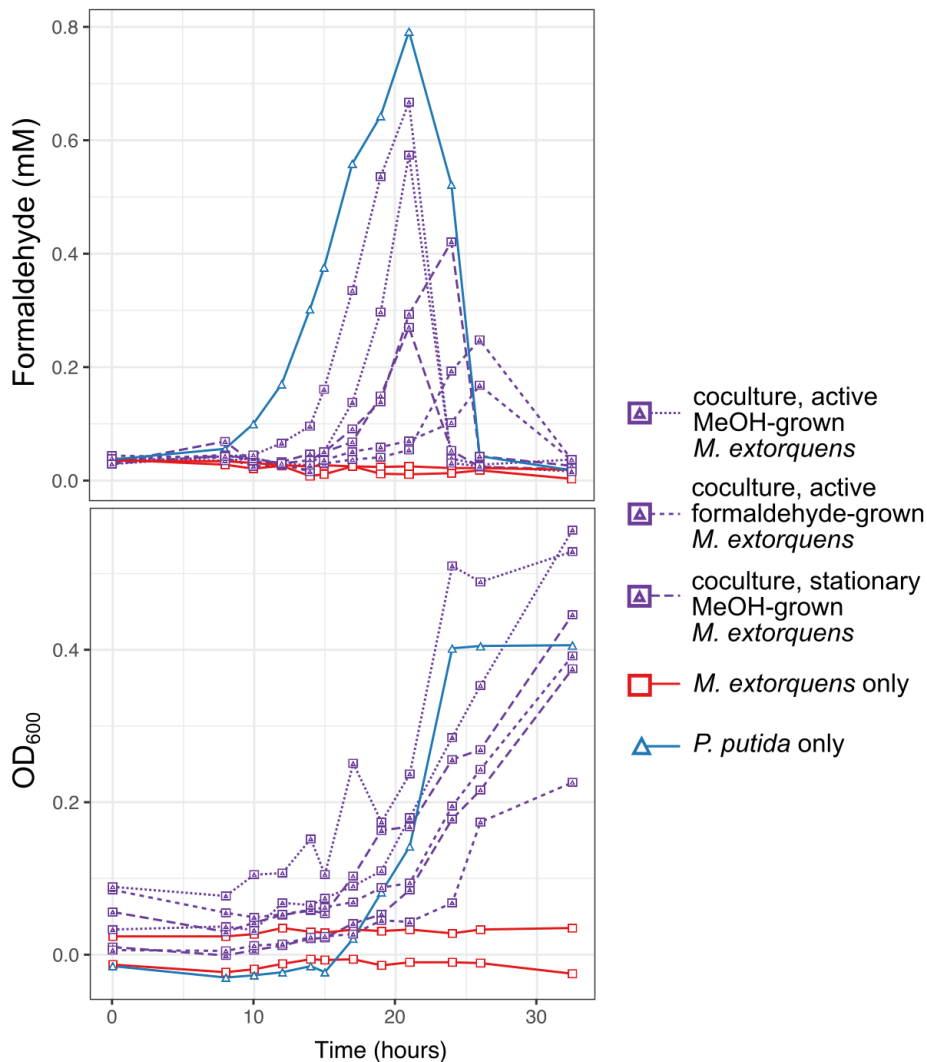 Formaldehyde (mM)
0.8
0.6
0.4
0.2
0.0
OD600
0.4
0.2
0.0
0
10
20
30
Time (hours)
coculture, active
MeOH-grown
M. extorquens
coculture, active
formaldehyde-grown
M. extorquens
coculture, stationary
MeOH-grown
M. extorquens
M. extorquens only
P. putida only